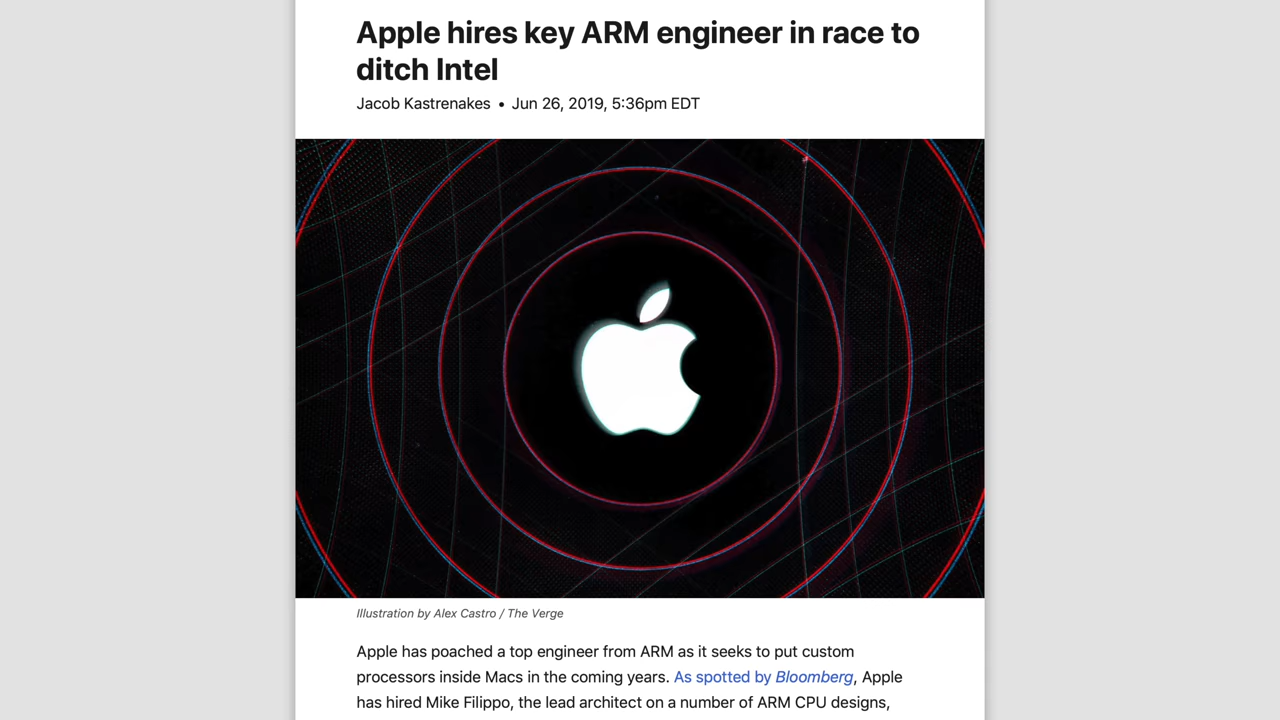 Apple hires key ARM engineer in race to
ditch Intel
Jacob Kastrenakes • Jun 26, 2019, 5:36pm EDT
Illustration by Alex Castro / The Verge
Apple has poached a top engineer from ARM as it seeks to put custom
processors inside Macs in the coming years. As spotted by Bloomberg, Apple
has hired Mike Filippo, the lead architect on a number of ARM CPU designs,